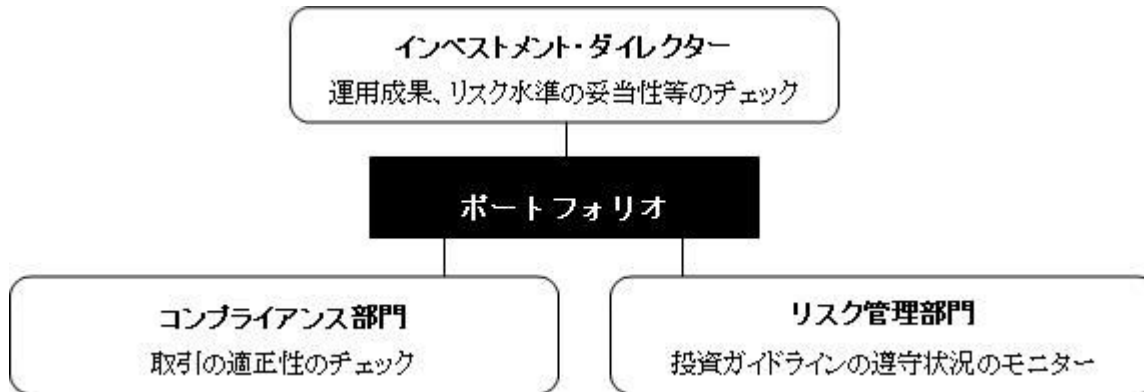 インベストメント・ダイレクター
運用成果、リスク水準の妥当性等のチェック
ポートフォリオ
コンプライアンス部門
取引の適正性のチェック
リスク管理部門
投資ガイドラインの遵守状況のモニター